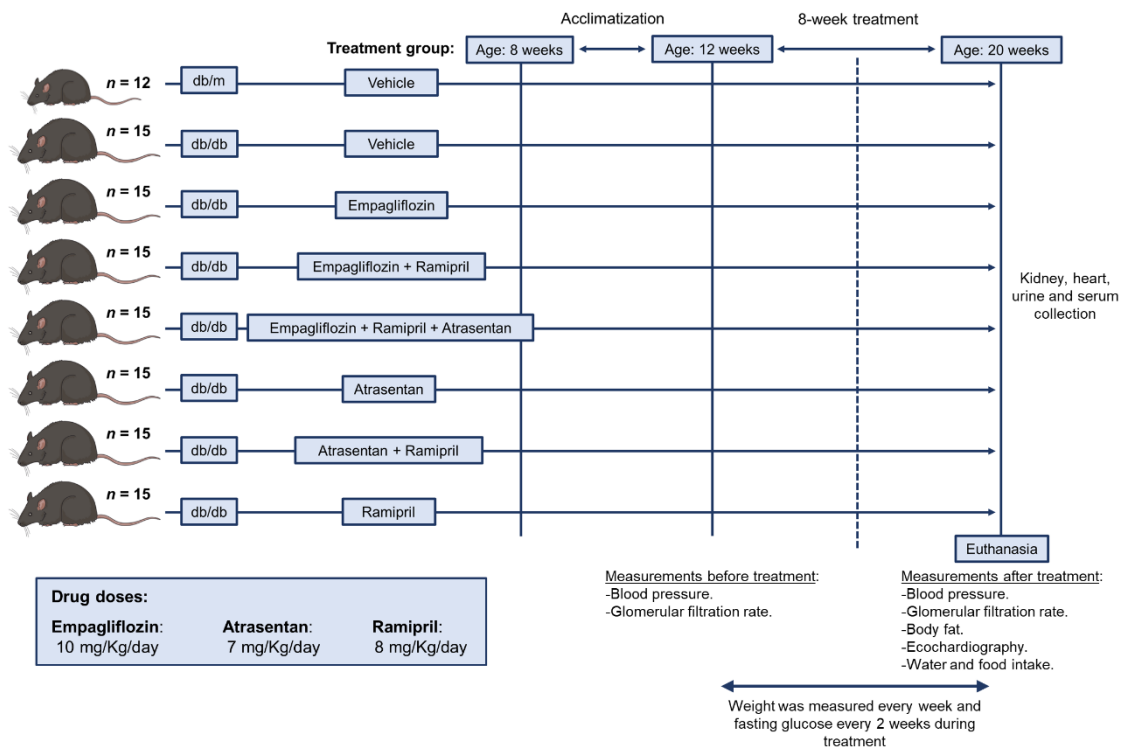 Acclimatization
8-week treatment
Treatment group:
Age: 8 weeks
Age: 12 weeks
Age: 20 weeks
n = 12
db/m
Vehicle
n = 15
db/db
Vehicle
n = 15
db/db
Empagliflozin
n = 15
db/db
Empagliflozin + Ramipril
n = 15
db/db
Empagliflozin + Ramipril + Atrasentan
n = 15
db/db
Atrasentan
n = 15
db/db
Atrasentan + Ramipril
n = 15
db/db
Ramipril
Kidney, heart,
urine and serum
collection
Euthanasia
Measurements before treatment:
-Blood pressure.
-Glomerular filtration rate.
Measurements after treatment:
-Blood pressure.
-Glomerular filtration rate.
-Body fat.
-Ecochardiography.
-Water and food intake.
Weight was measured every week and
fasting glucose every 2 weeks during
treatment
Drug doses:
Empagliflozin:
10 mg/Kg/day
Atrasentan:
7 mg/Kg/day
Ramipril:
8 mg/Kg/day